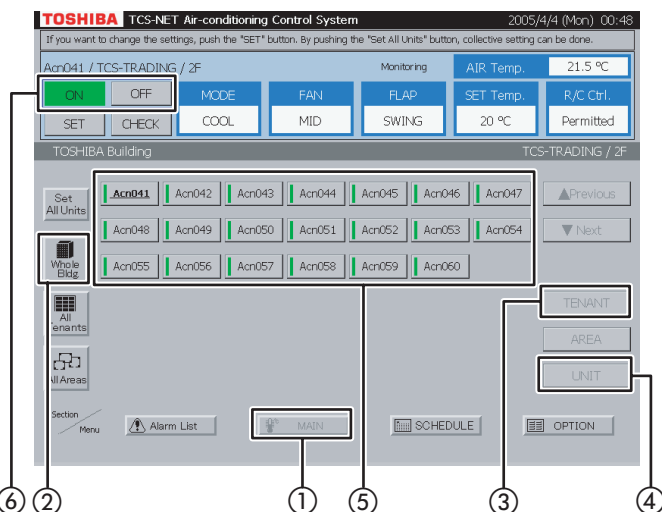 TOSHIBA TCS-NET Air-conditioning Control System 2005/4/4 (Mon) 00:48
If you want to change the settings, push the "SET" button. By pushing the "Set All Units" button, collective setting can be done.
Acn041 / TCS-TRADING / 2F Monitoring AIR Temp. 21.5 ºC
ON OFF MODE FAN FLAP SET Temp. R/C Ctrl.
SET CHECK COOL MID SWING 20 ºC Permitted
TOSHIBA Building TCS-TRADING / 2F
Set
All Units
Acn041 Acn042 Acn043 Acn044 Acn045 Acn046 Acn047 ▲Previous
Acn048 Acn049 Acn050 Acn051 Acn052 Acn053 Acn054 ▼ Next
Whole
Bldg.
Acn055 Acn056 Acn057 Acn058 Acn059 Acn060
All
Tenants
TENANT
AREA
All Areas
UNIT
Section
Menu
Alarm List MAIN SCHEDULE OPTION
⑥ ② ① ⑤ ③ ④